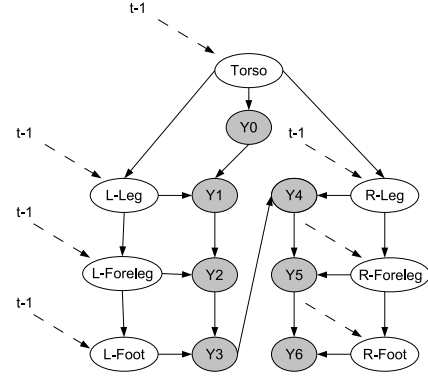 t-1
Torso
Y0
t-1
t-1
L-Leg
Y1
Y4
R-Leg
t-1
L-Foreleg
Y2
Y5
R-Foreleg
t-1
L-Foot
Y3
Y6
R-Foot